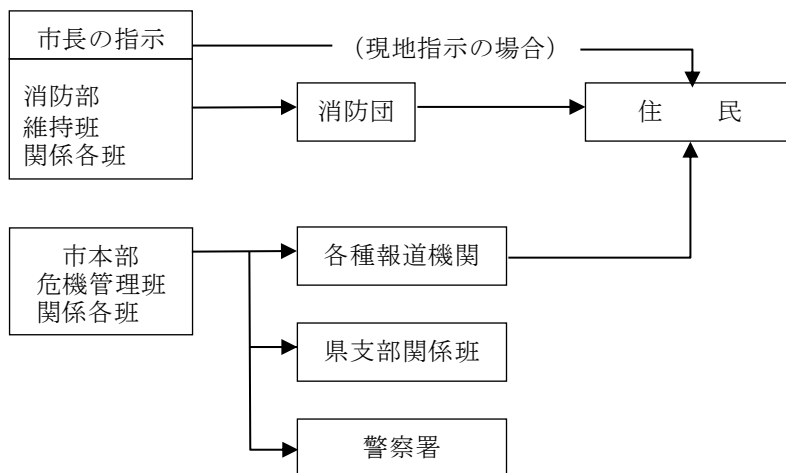 市長の指示
（現地指示の場合）
消防部
維持班
関係各班
消防団
住　　民
市本部
危機管理班
関係各班
各種報道機関
県支部関係班
警察署